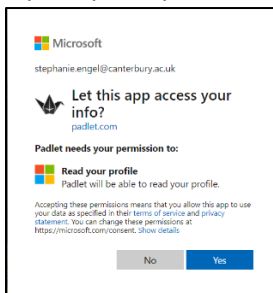 Microsoft
stephanie.engel@canterbury.ac.uk
Let this app access your
info?
padlet.com
Padlet needs your permission to:
Read your profile
Padlet will be able to read your profile.
Accepting these permissions means that you allow this app to use
your data as specified in their terms of service and privacy
statement. You can change these permissions at
https://microsoft.com/consent. Show details
No
Yes